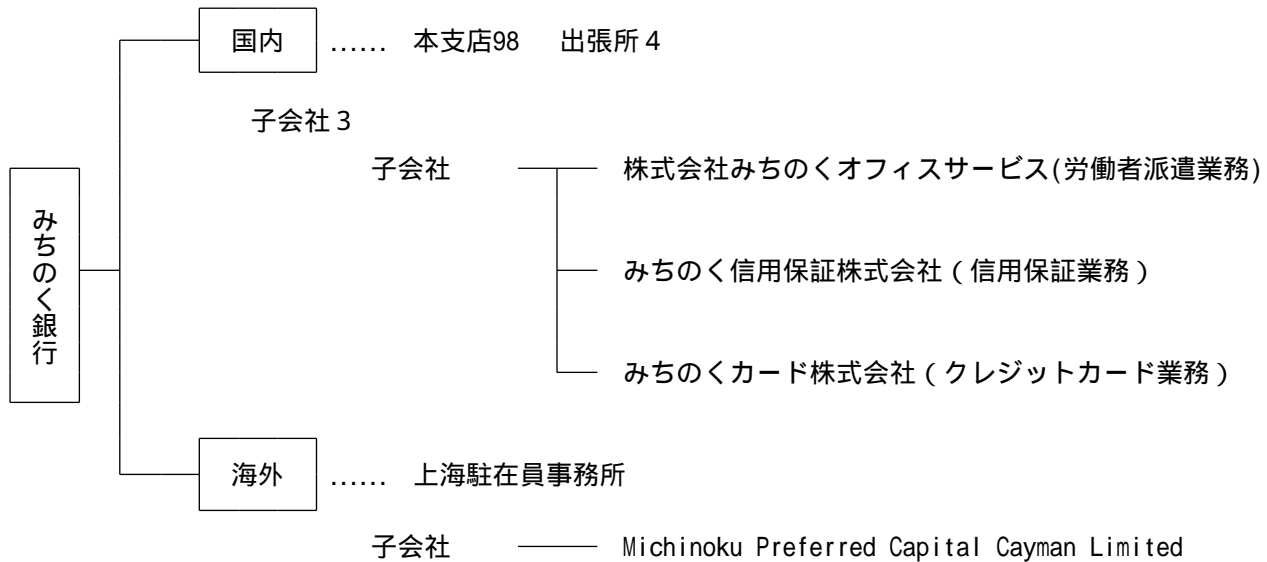 国内 …… 本支店98 出張所4
子会社3
子会社 株式会社みちのくオフィスサービス(労働者派遣業務)
みちのく銀行
みちのく信用保証株式会社(信用保証業務)
みちのくカード株式会社(クレジットカード業務)
海外 …… 上海駐在員事務所
子会社 Michinoku Preferred Capital Cayman Limited